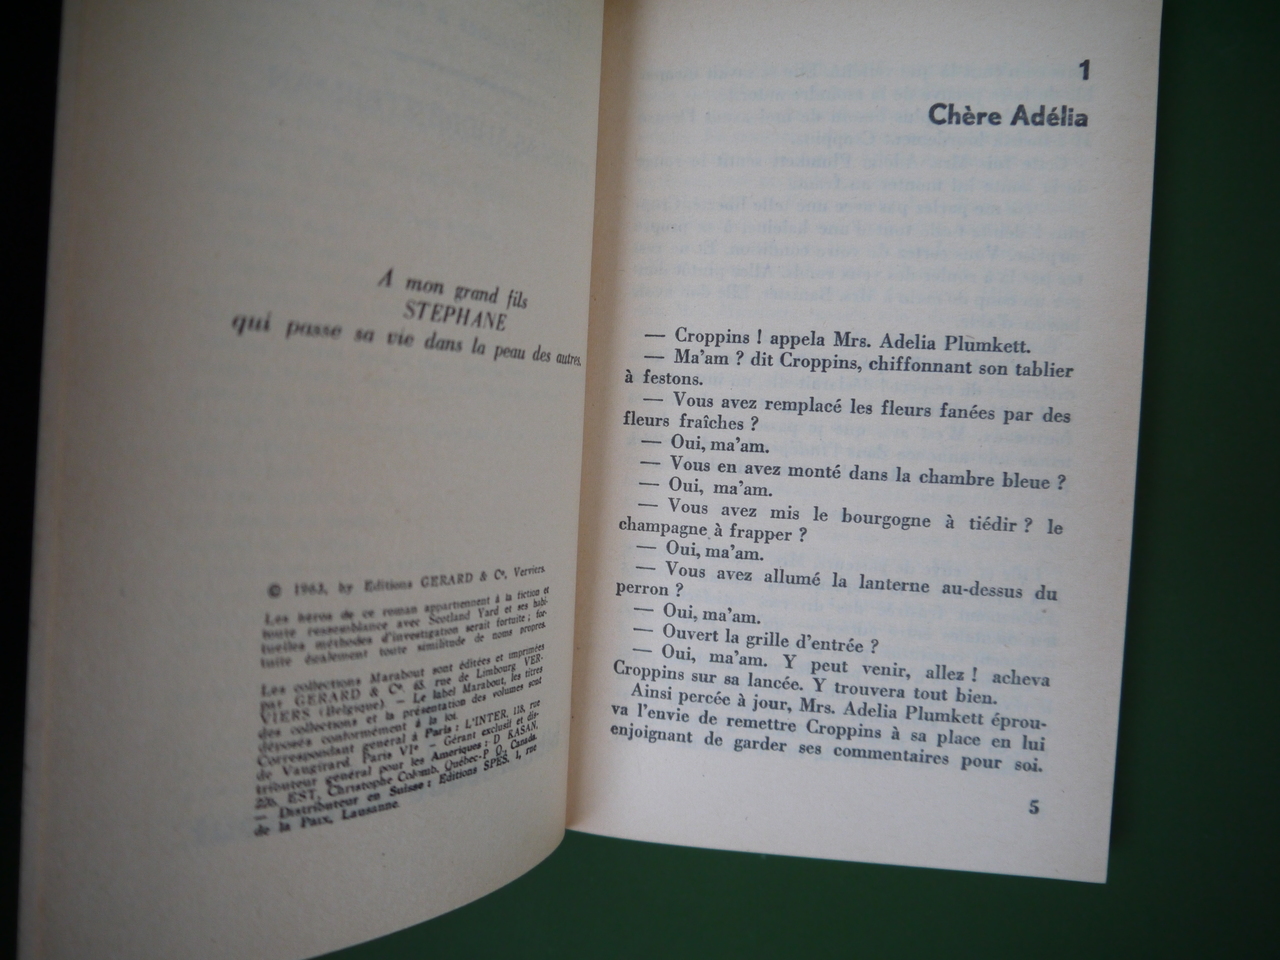 A mon grand fils
STEPHANE
qui passe sa vie dans la peau des autres.
© 1963, by Editions GERARD & C°, Verviers.
Les héros de ce roman appartiennent à la fiction et
toute ressemblance avec Scotland Yard et ses habi-
tuelles méthodes d'investigation serait fortuite ; for-
tuite également toute similitude de noms propres.
Les collections Marabout sont éditées et imprimées
par GERARD & C°, 65, rue de Limbourg VER-
VIERS (Belgique). — Le label Marabout, les titres
des collections et la présentation des volumes sont
déposés conformément à la loi.
Correspondant général à Paris : L'INTER, 118, rue
de Vaugirard, Paris VIe — Gérant exclusif et dis-
tributeur général pour les Amériques : D. KASAN,
226, EST, Christophe Colomb, Québec-P. Q. Canada.
— Distributeur en Suisse : Editions SPES, 1, rue
de la Paix, Lausanne.
1
Chère Adélia
— Croppins ! appela Mrs. Adelia Plumkett.
— Ma'am ? dit Croppins, chiffonnant son tablier
à festons.
— Vous avez remplacé les fleurs fanées par des
fleurs fraîches ?
— Oui, ma'am.
— Vous en avez monté dans la chambre bleue ?
— Oui, ma'am.
— Vous avez mis le bourgogne à tiédir ? le
champagne à frapper ?
— Oui, ma'am.
— Vous avez allumé la lanterne au-dessus du
perron ?
— Oui, ma'am.
— Ouvert la grille d'entrée ?
— Oui, ma'am. Y peut venir, allez ! acheva
Croppins sur sa lancée. Y trouvera tout bien.
Ainsi percée à jour, Mrs. Adelia Plumkett éprou-
va l'envie de remettre Croppins à sa place en lui
enjoignant de garder ses commentaires pour soi.
5